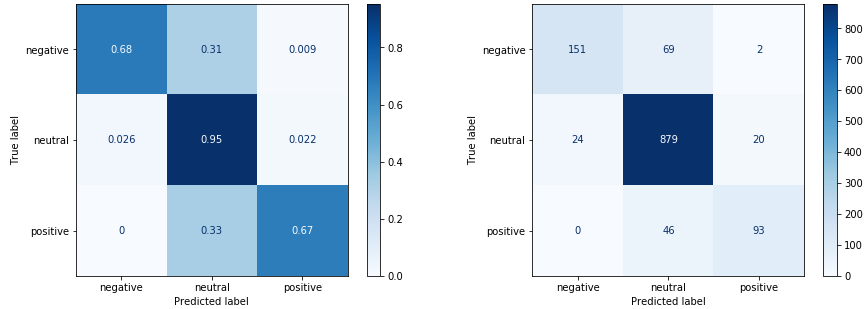 negative 0.68 0.31 0.009
neutral 0.026 0.95 0.022
positive 0 0.33 0.67
negative neutral positive
Predicted label
True label
0.8
0.6
0.4
0.2
0.0
negative 151 69 2
neutral 24 879 20
positive 0 46 93
negative neutral positive
Predicted label
True label
800
700
600
500
400
300
200
100
0